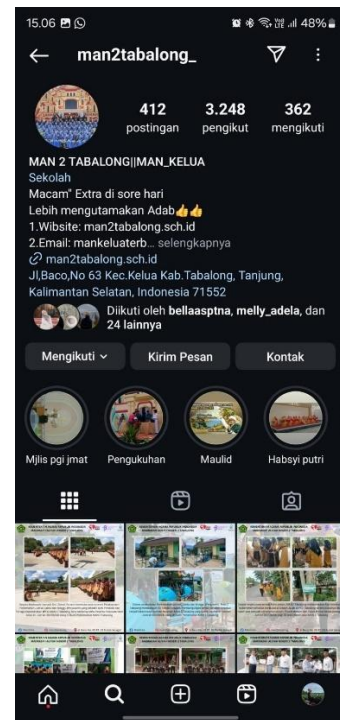 15.06
48%
man2tabalong_
412 3.248 362
postingan pengikut mengikuti
MAN 2 TABALONG||MAN_KELUA
Sekolah
Macam" Extra di sore hari
Lebih mengutamakan Adab👍👍
1.Wibsite: man2tabalong.sch.id
2.Email: mankeluaterb... selengkapnya
man2tabalong.sch.id
Jl,Baco,No 63 Kec.Kelua Kab.Tabalong, Tanjung,
Kalimantan Selatan, Indonesia 71552
Diikuti oleh bellaasptna, melly_adela, dan
24 lainnya
Mengikuti Kirim Pesan Kontak
Mjlis pgi jmat Pengukuhan Maulid Habsyi putri